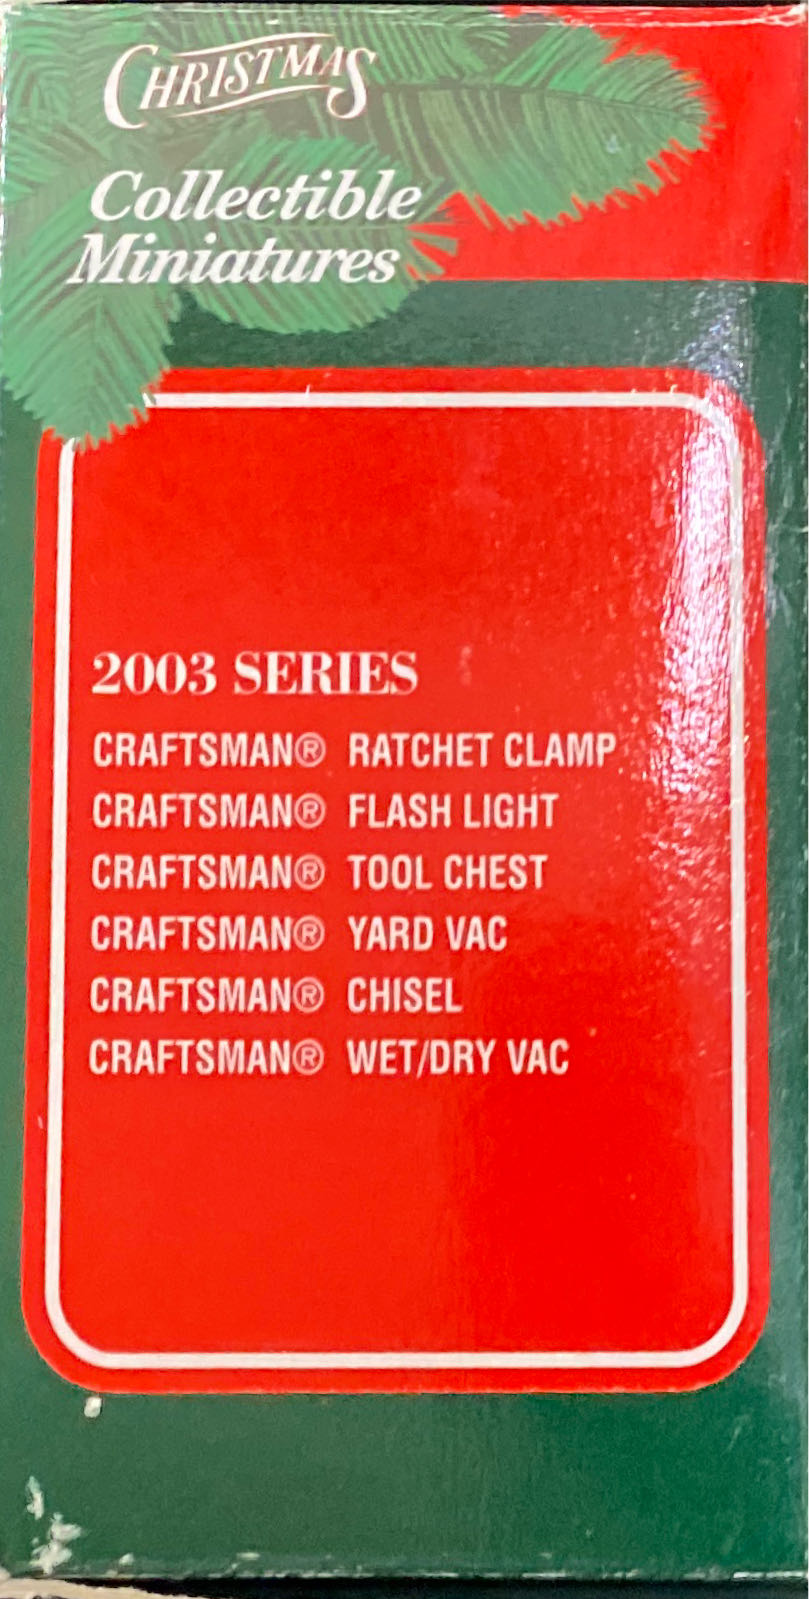 CHRISTMAS
Collectible
Miniatures
2003 SERIES
CRAFTSMAN® RATCHET CLAMP
CRAFTSMAN® FLASH LIGHT
CRAFTSMAN® TOOL CHEST
CRAFTSMAN® YARD VAC
CRAFTSMAN® CHISEL
CRAFTSMAN® WET/DRY VAC